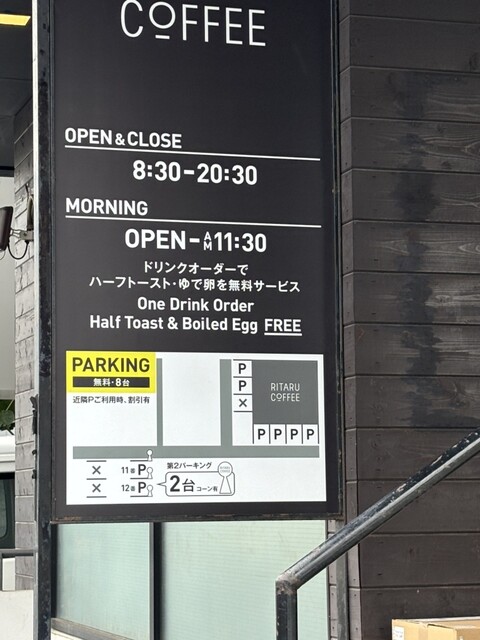 COFFEE
OPEN & CLOSE
8:30-20:30
MORNING
OPEN-AM11:30
ドリンクオーダーで
ハーフトースト・ゆで卵を無料サービス
One Drink Order
Half Toast & Boiled Egg FREE
PARKING
無料・8台
近隣Pご利用時、割引有
P
P
×
RITARU
COFFEE
P P P P
× 11番 P
× 12番 P
第2パーキング
2台 コーン有